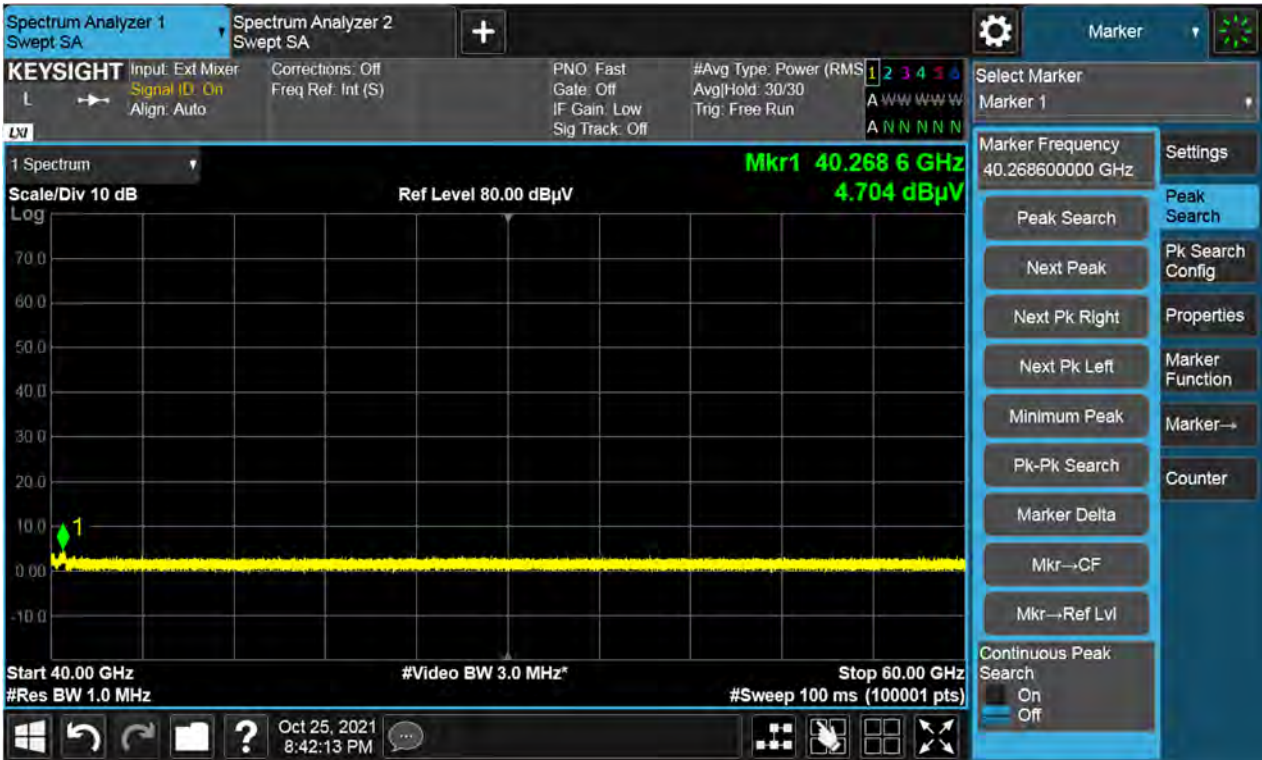 Spectrum Analyzer 1
Swept SA
Spectrum Analyzer 2
Swept SA
+
Marker
KEYSIGHT
L
LXI
Input: Ext Mixer
Signal ID: On
Align: Auto
Corrections: Off
Freq Ref: Int (S)
PNO: Fast
Gate: Off
IF Gain: Low
Sig Track: Off
#Avg Type: Power (RMS
Avg|Hold: 30/30
Trig: Free Run
1 2 3 4 5 6
A W W W W W
A N N N N N
Select Marker
Marker 1
1 Spectrum
Scale/Div 10 dB
Log
Ref Level 80.00 dBµV
Mkr1 40.268 6 GHz
4.704 dBµV
70.0
60.0
50.0
40.0
30.0
20.0
10.0
0.00
-10.0
1
Start 40.00 GHz
#Res BW 1.0 MHz
#Video BW 3.0 MHz*
Stop 60.00 GHz
#Sweep 100 ms (100001 pts)
Marker Frequency
40.268600000 GHz
Peak Search
Next Peak
Next Pk Right
Next Pk Left
Minimum Peak
Pk-Pk Search
Marker Delta
Mkr→CF
Mkr→Ref Lvl
Continuous Peak
Search
On
Off
Settings
Peak
Search
Pk Search
Config
Properties
Marker
Function
Marker→
Counter
?
Oct 25, 2021
8:42:13 PM